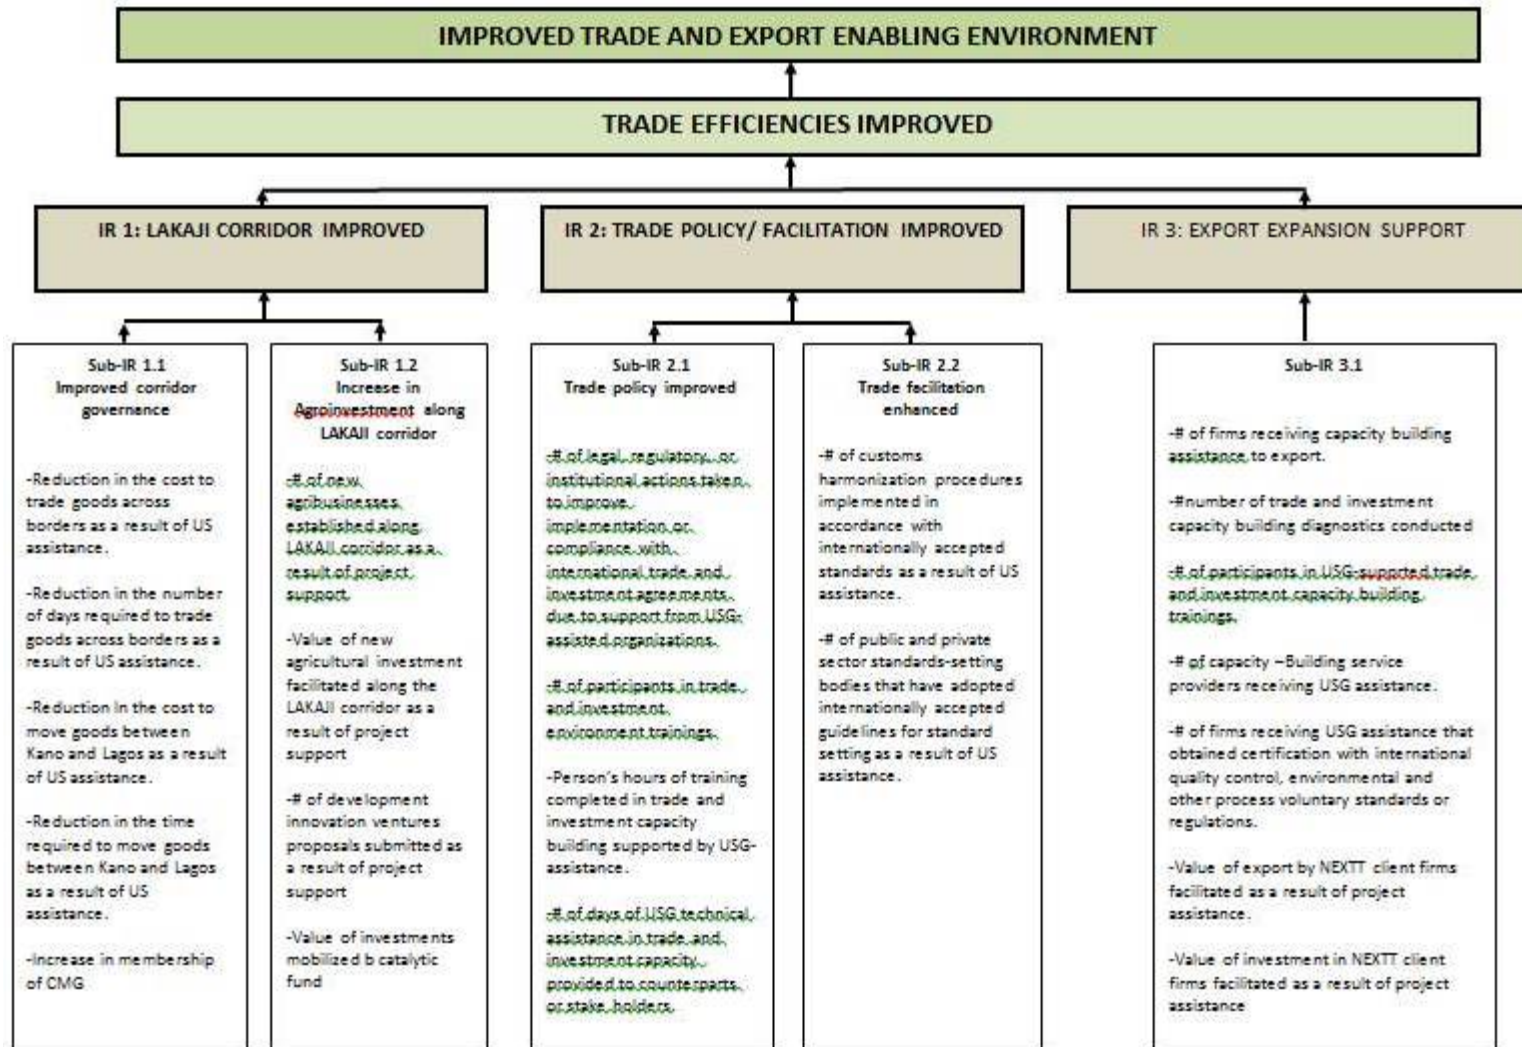 IMPROVED TRADE AND EXPORT ENABLING ENVIRONMENT
TRADE EFFICIENCIES IMPROVED
IR 1: LAKAJI CORRIDOR IMPROVED
IR 2: TRADE POLICY/ FACILITATION IMPROVED
IR 3: EXPORT EXPANSION SUPPORT
Sub-IR 1.1
Improved corridor
governance
-Reduction in the cost to
trade goods across
borders as a result of US
assistance.
-Reduction in the number
of days required to trade
goods across borders as a
result of US assistance.
-Reduction In the cost to
move goods between
Kano and Lagos as a result
of US assistance.
-Reduction in the time
required to move goods
between Kano and Lagos
as a result of US
assistance.
-Increase in membership
of CMG
Sub-IR 1.2
Increase in
Agroinvestment along
LAKAJI corridor
-# of new
agribusinesses
established along
LAKAJI corridor as a
result of project
support
-Value of new
agricultural investment
facilitated along the
LAKAJI corridor as a
result of project
support
-# of development
innovation ventures
proposals submitted as
a result of project
support
-Value of investments
mobilized b catalytic
fund
Sub-IR 2.1
Trade policy improved
-# of legal, regulatory, or
institutional actions taken
to improve
implementation or
compliance with
international trade and
investment agreements
due to support from USG-
assisted organizations.
-# of participants in trade
and investment
environment trainings.
-Person's hours of training
completed in trade and
investment capacity
building supported by USG-
assistance.
-# of days of USG technical
assistance in trade and
investment capacity
provided to counterparts
or stake holders.
Sub-IR 2.2
Trade facilitation
enhanced
-# of customs
harmonization procedures
implemented in
accordance with
internationally accepted
standards as a result of US
assistance.
-# of public and private
sector standards-setting
bodies that have adopted
internationally accepted
guidelines for standard
setting as a result of US
assistance.
Sub-IR 3.1
-# of firms receiving capacity building
assistance to export.
-#number of trade and investment
capacity building diagnostics conducted
-# of participants in USG-supprted trade
and investment capacity building
trainings.
-# of capacity –Building service
providers receiving USG assistance.
-# of firms receiving USG assistance that
obtained certification with international
quality control, environmental and
other process voluntary standards or
regulations.
-Value of export by NEXTT client firms
facilitated as a result of project
assistance.
-Value of investment in NEXTT client
firms facilitated as a result of project
assistance